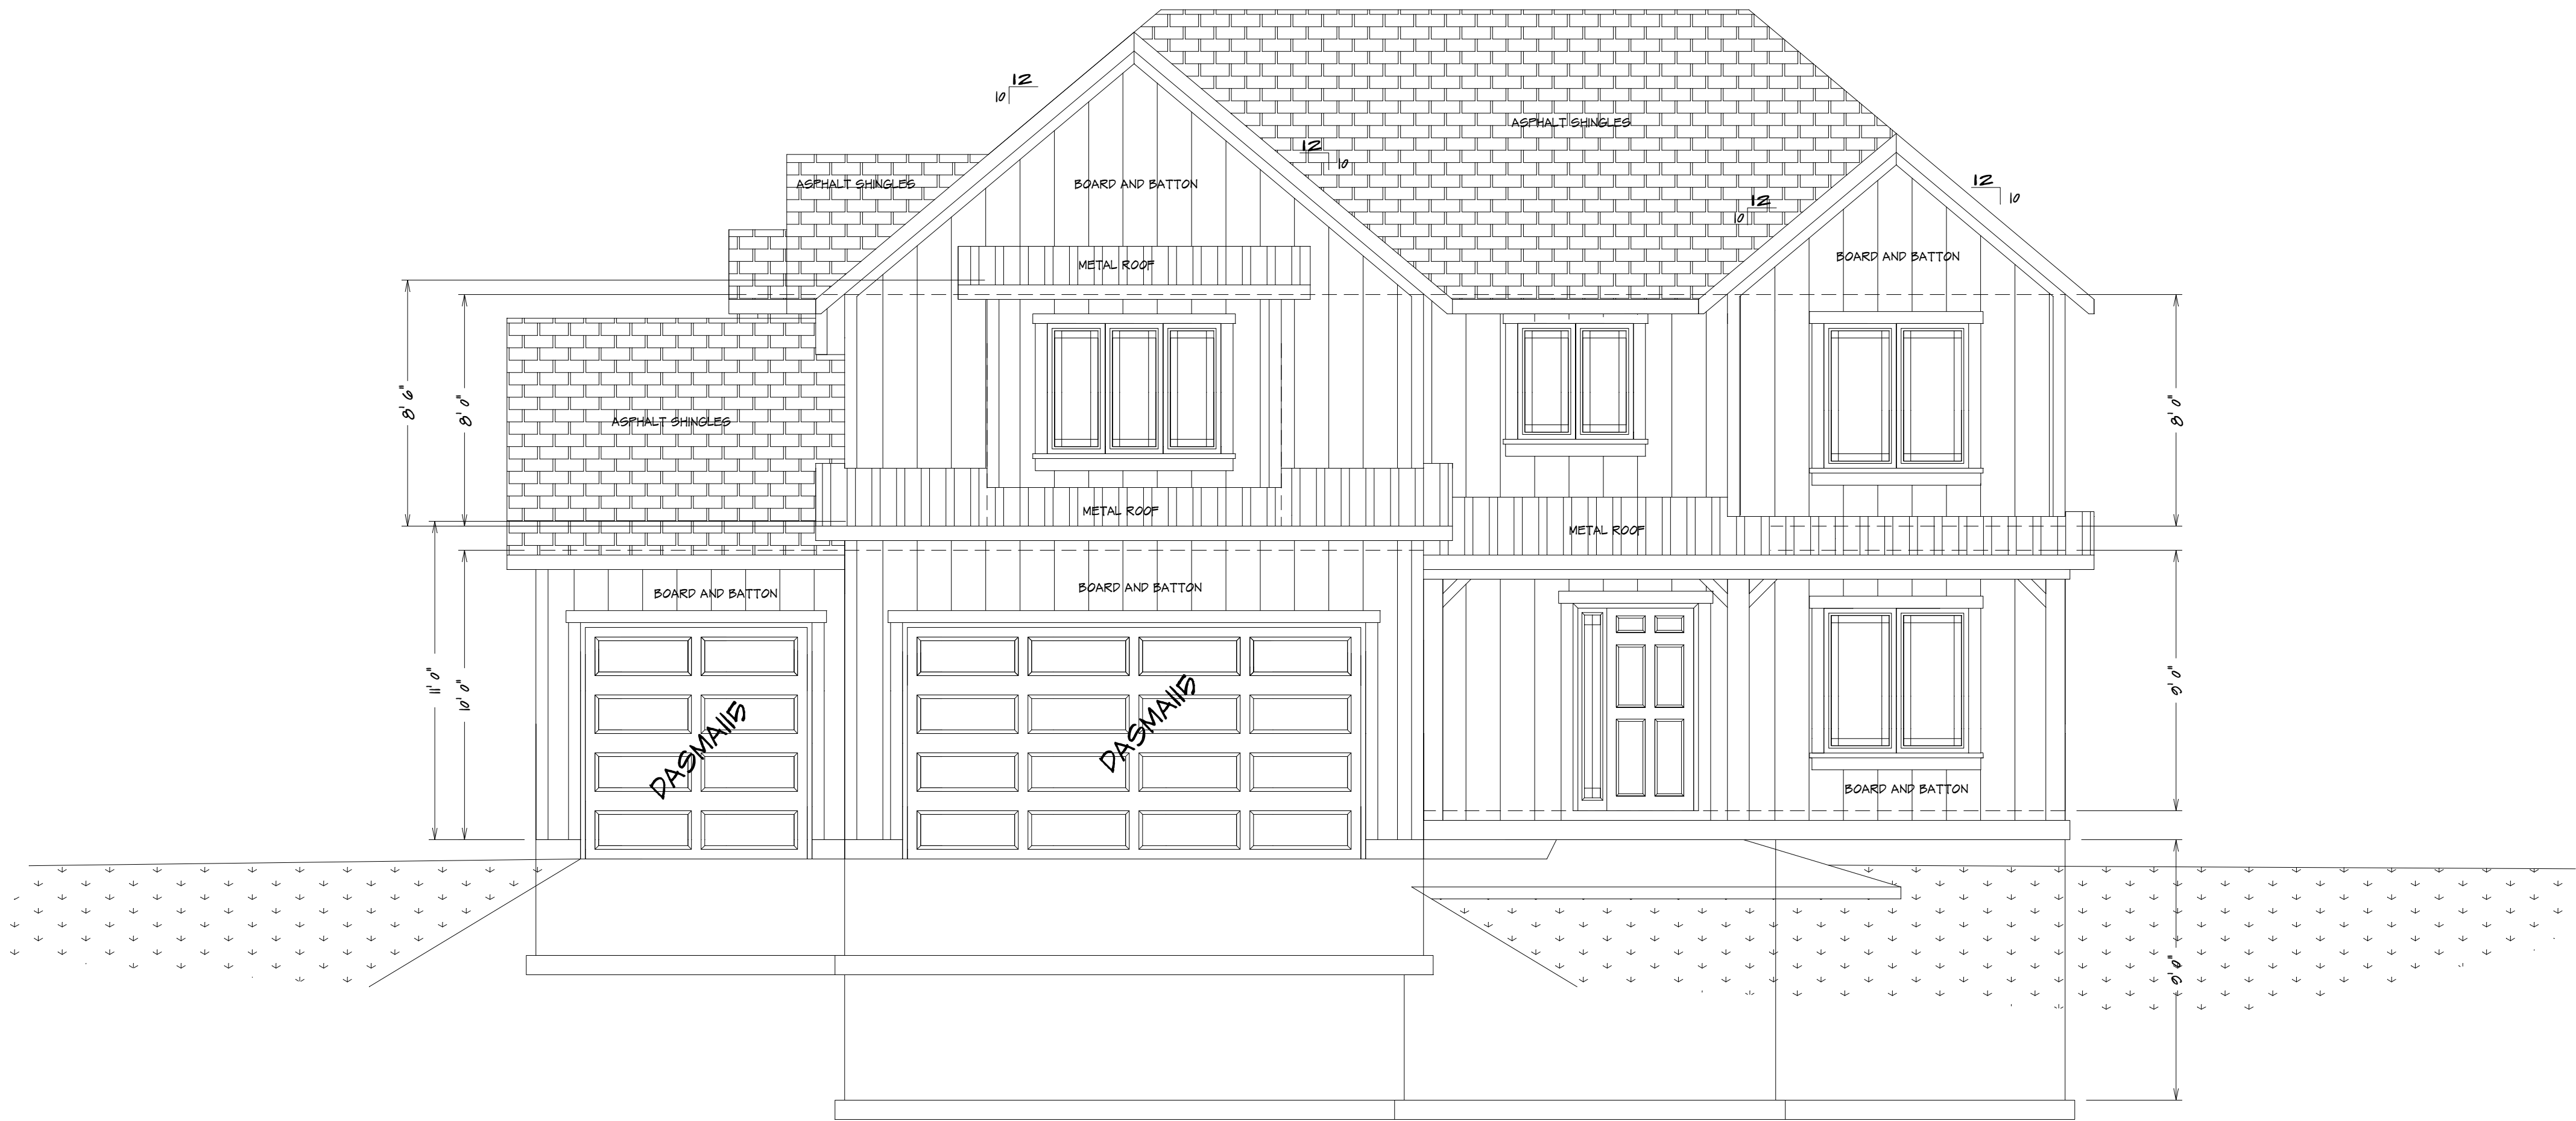 12
10
ASPHALT SHINGLES
12
10
ASPHALT SHINGLES
BOARD AND BATTON
12
10
12
10
BOARD AND BATTON
METAL ROOF
8' 6"
8' 0"
8' 0"
ASPHALT SHINGLES
METAL ROOF
METAL ROOF
BOARD AND BATTON
BOARD AND BATTON
11' 0"
10' 0"
9' 0"
DASMA115
DASMA115
BOARD AND BATTON
9' 0"